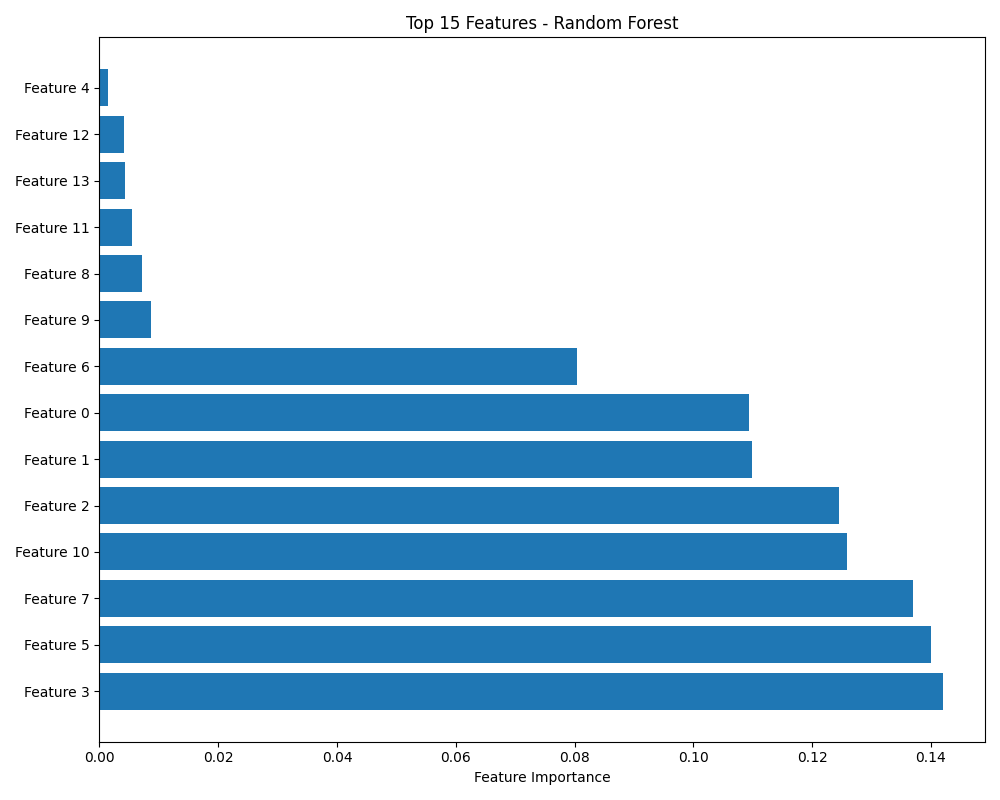 Top 15 Features - Random Forest
Feature 4
Feature 12
Feature 13
Feature 11
Feature 8
Feature 9
Feature 6
Feature 0
Feature 1
Feature 2
Feature 10
Feature 7
Feature 5
Feature 3
0.00 0.02 0.04 0.06 0.08 0.10 0.12 0.14
Feature Importance